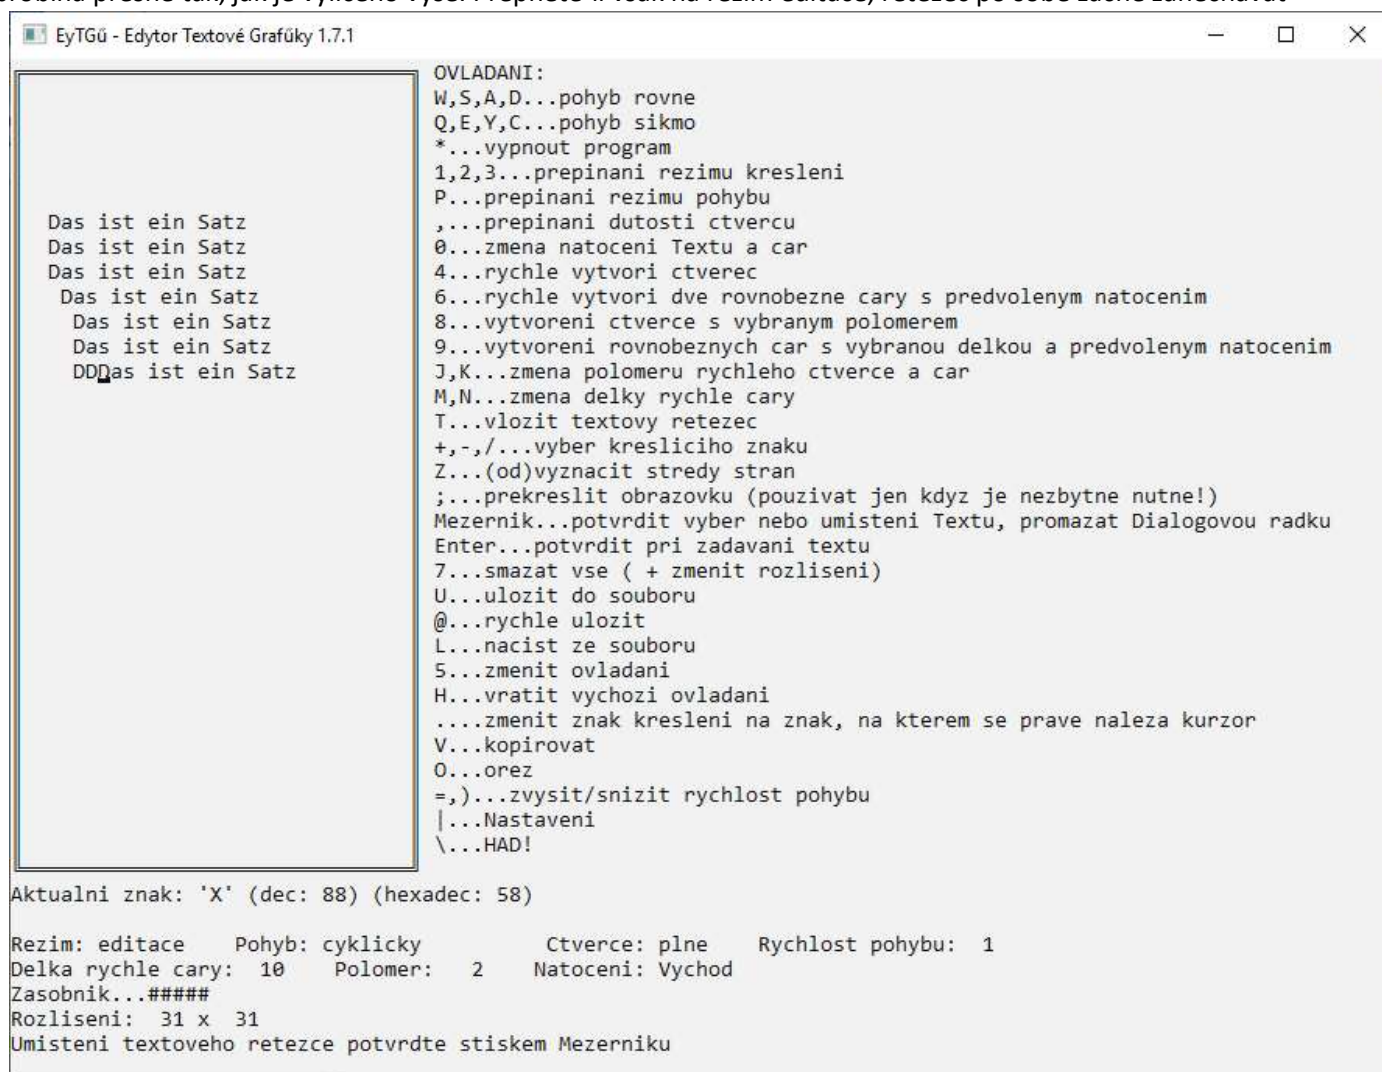 EyTGű - Edytor Textové Grafűky 1.7.1
OVLADANI:
W,S,A,D...pohyb rovne
Q,E,Y,C...pohyb sikmo
*...vypnout program
1,2,3...prepinani rezimu kresleni
P...prepinani rezimu pohybu
,...prepinani dutosti ctvercu
0...zmena natoceni Textu a car
4...rychle vytvori ctverec
6...rychle vytvori dve rovnobezne cary s predvolenym natocenim
8...vytvoreni ctverce s vybranym polomerem
9...vytvoreni rovnobeznych car s vybranou delkou a predvolenym natocenim
J,K...zmena polomeru rychleho ctverce a car
M,N...zmena delky rychle cary
T...vlozit textovy retezec
+,-,/...vyber kresliciho znaku
Z...(od)vyznacit stredy stran
;...prekreslit obrazovku (pouzivat jen kdyz je nezbytne nutne!)
Mezernik...potvrdit vyber nebo umisteni Textu, promazat Dialogovou radku
Enter...potvrdit pri zadavani textu
7...smazat vse ( + zmenit rozliseni)
U...ulozit do souboru
@...rychle ulozit
L...nacist ze souboru
5...zmenit ovladani
H...vratit vychozi ovladani
....zmenit znak kresleni na znak, na kterem se prave naleza kurzor
V...kopirovat
O...orez
=,)...zvysit/snizit rychlost pohybu
|...Nastaveni
\...HAD!
Das ist ein Satz
Das ist ein Satz
Das ist ein Satz
Das ist ein Satz
Das ist ein Satz
Das ist ein Satz
DDDas ist ein Satz
Aktualni znak: 'X' (dec: 88) (hexadec: 58)
Rezim: editace Pohyb: cyklicky Ctverce: plne Rychlost pohybu: 1
Delka rychle cary: 10 Polomer: 2 Natoceni: Vychod
Zasobnik...#####
Rozliseni: 31 x 31
Umisteni textoveho retezce potvrdte stiskem Mezerniku